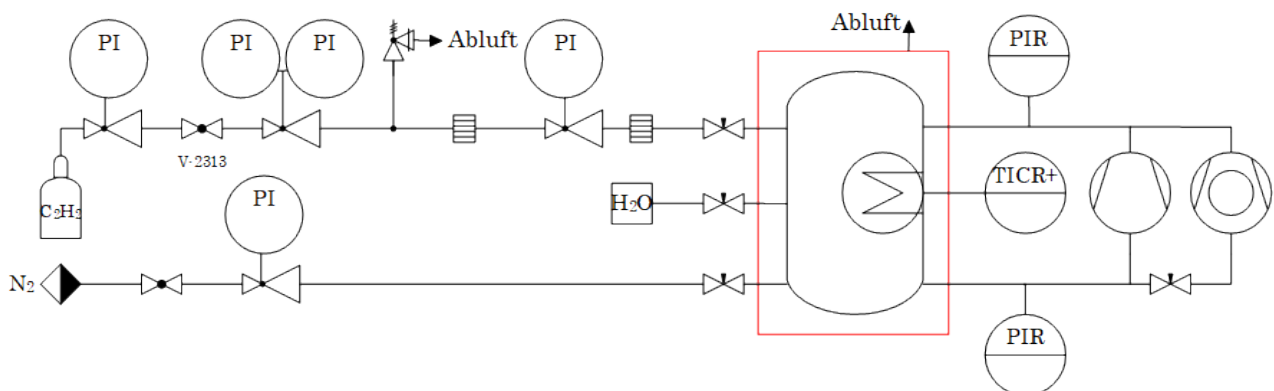 Abluft
PI
PI
PI
Abluft
PI
PIR
V-2313
C₂H₂
PI
H₂O
TICR+
N₂
PIR